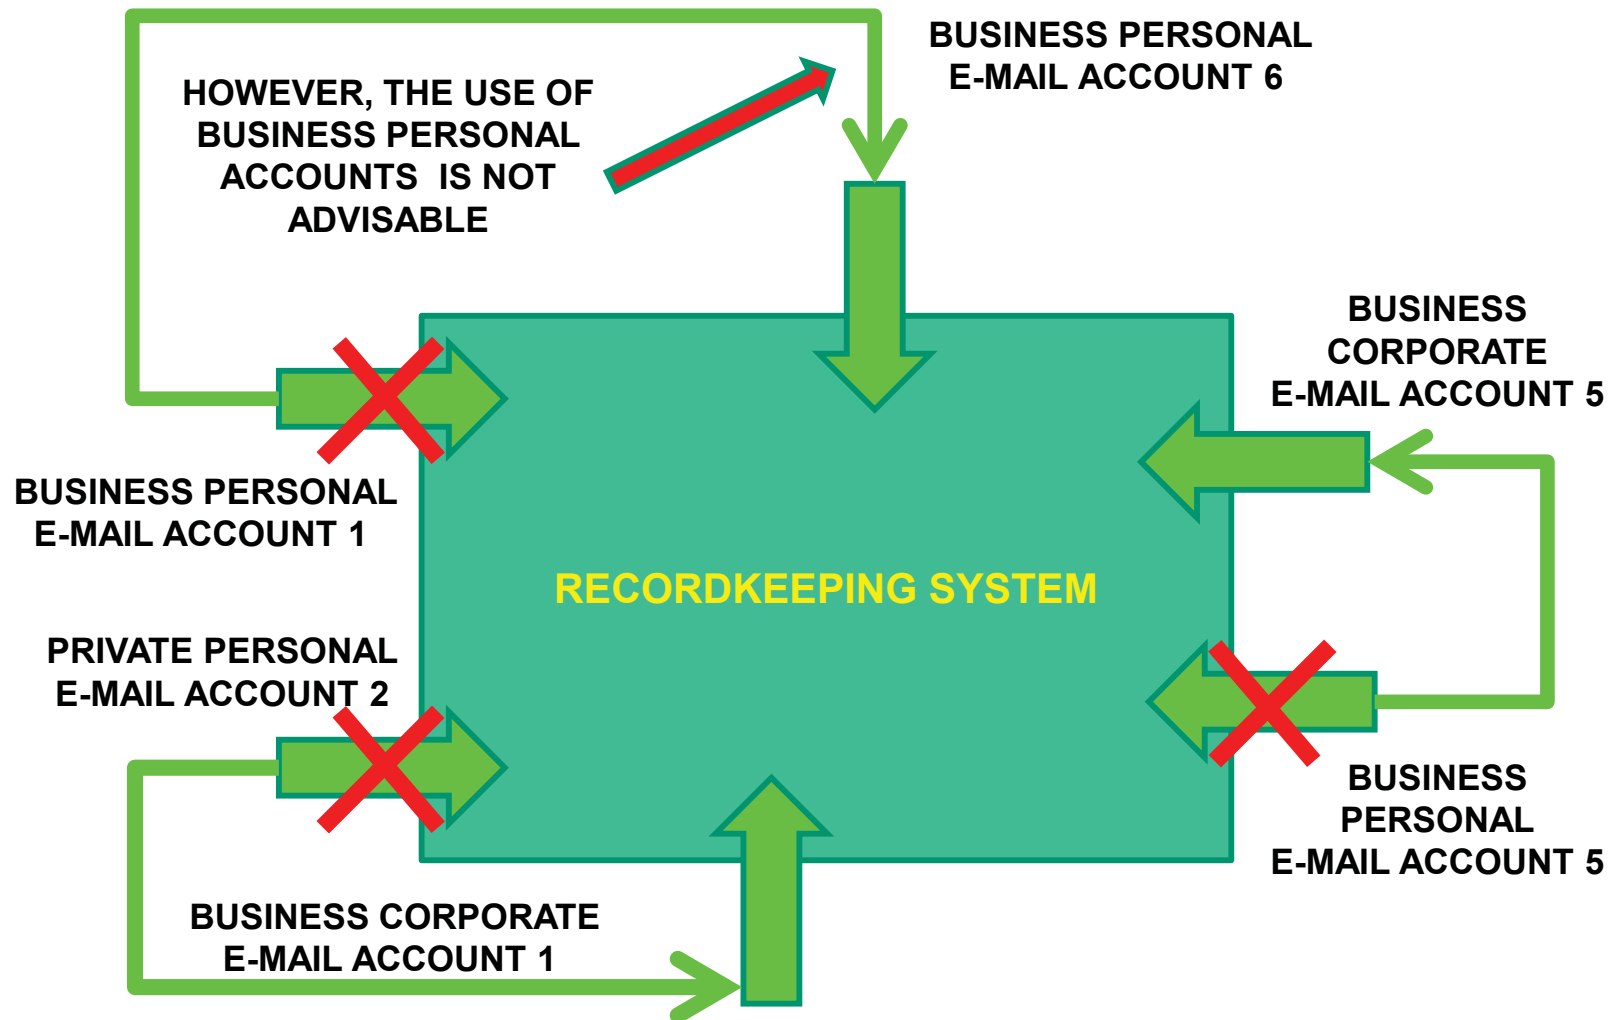 BUSINESS PERSONAL
E-MAIL ACCOUNT 6
HOWEVER, THE USE OF
BUSINESS PERSONAL
ACCOUNTS  IS NOT
ADVISABLE
BUSINESS
CORPORATE
E-MAIL ACCOUNT 5
BUSINESS PERSONAL
E-MAIL ACCOUNT 1
RECORDKEEPING SYSTEM
PRIVATE PERSONAL
E-MAIL ACCOUNT 2
BUSINESS
PERSONAL
E-MAIL ACCOUNT 5
BUSINESS CORPORATE
E-MAIL ACCOUNT 1